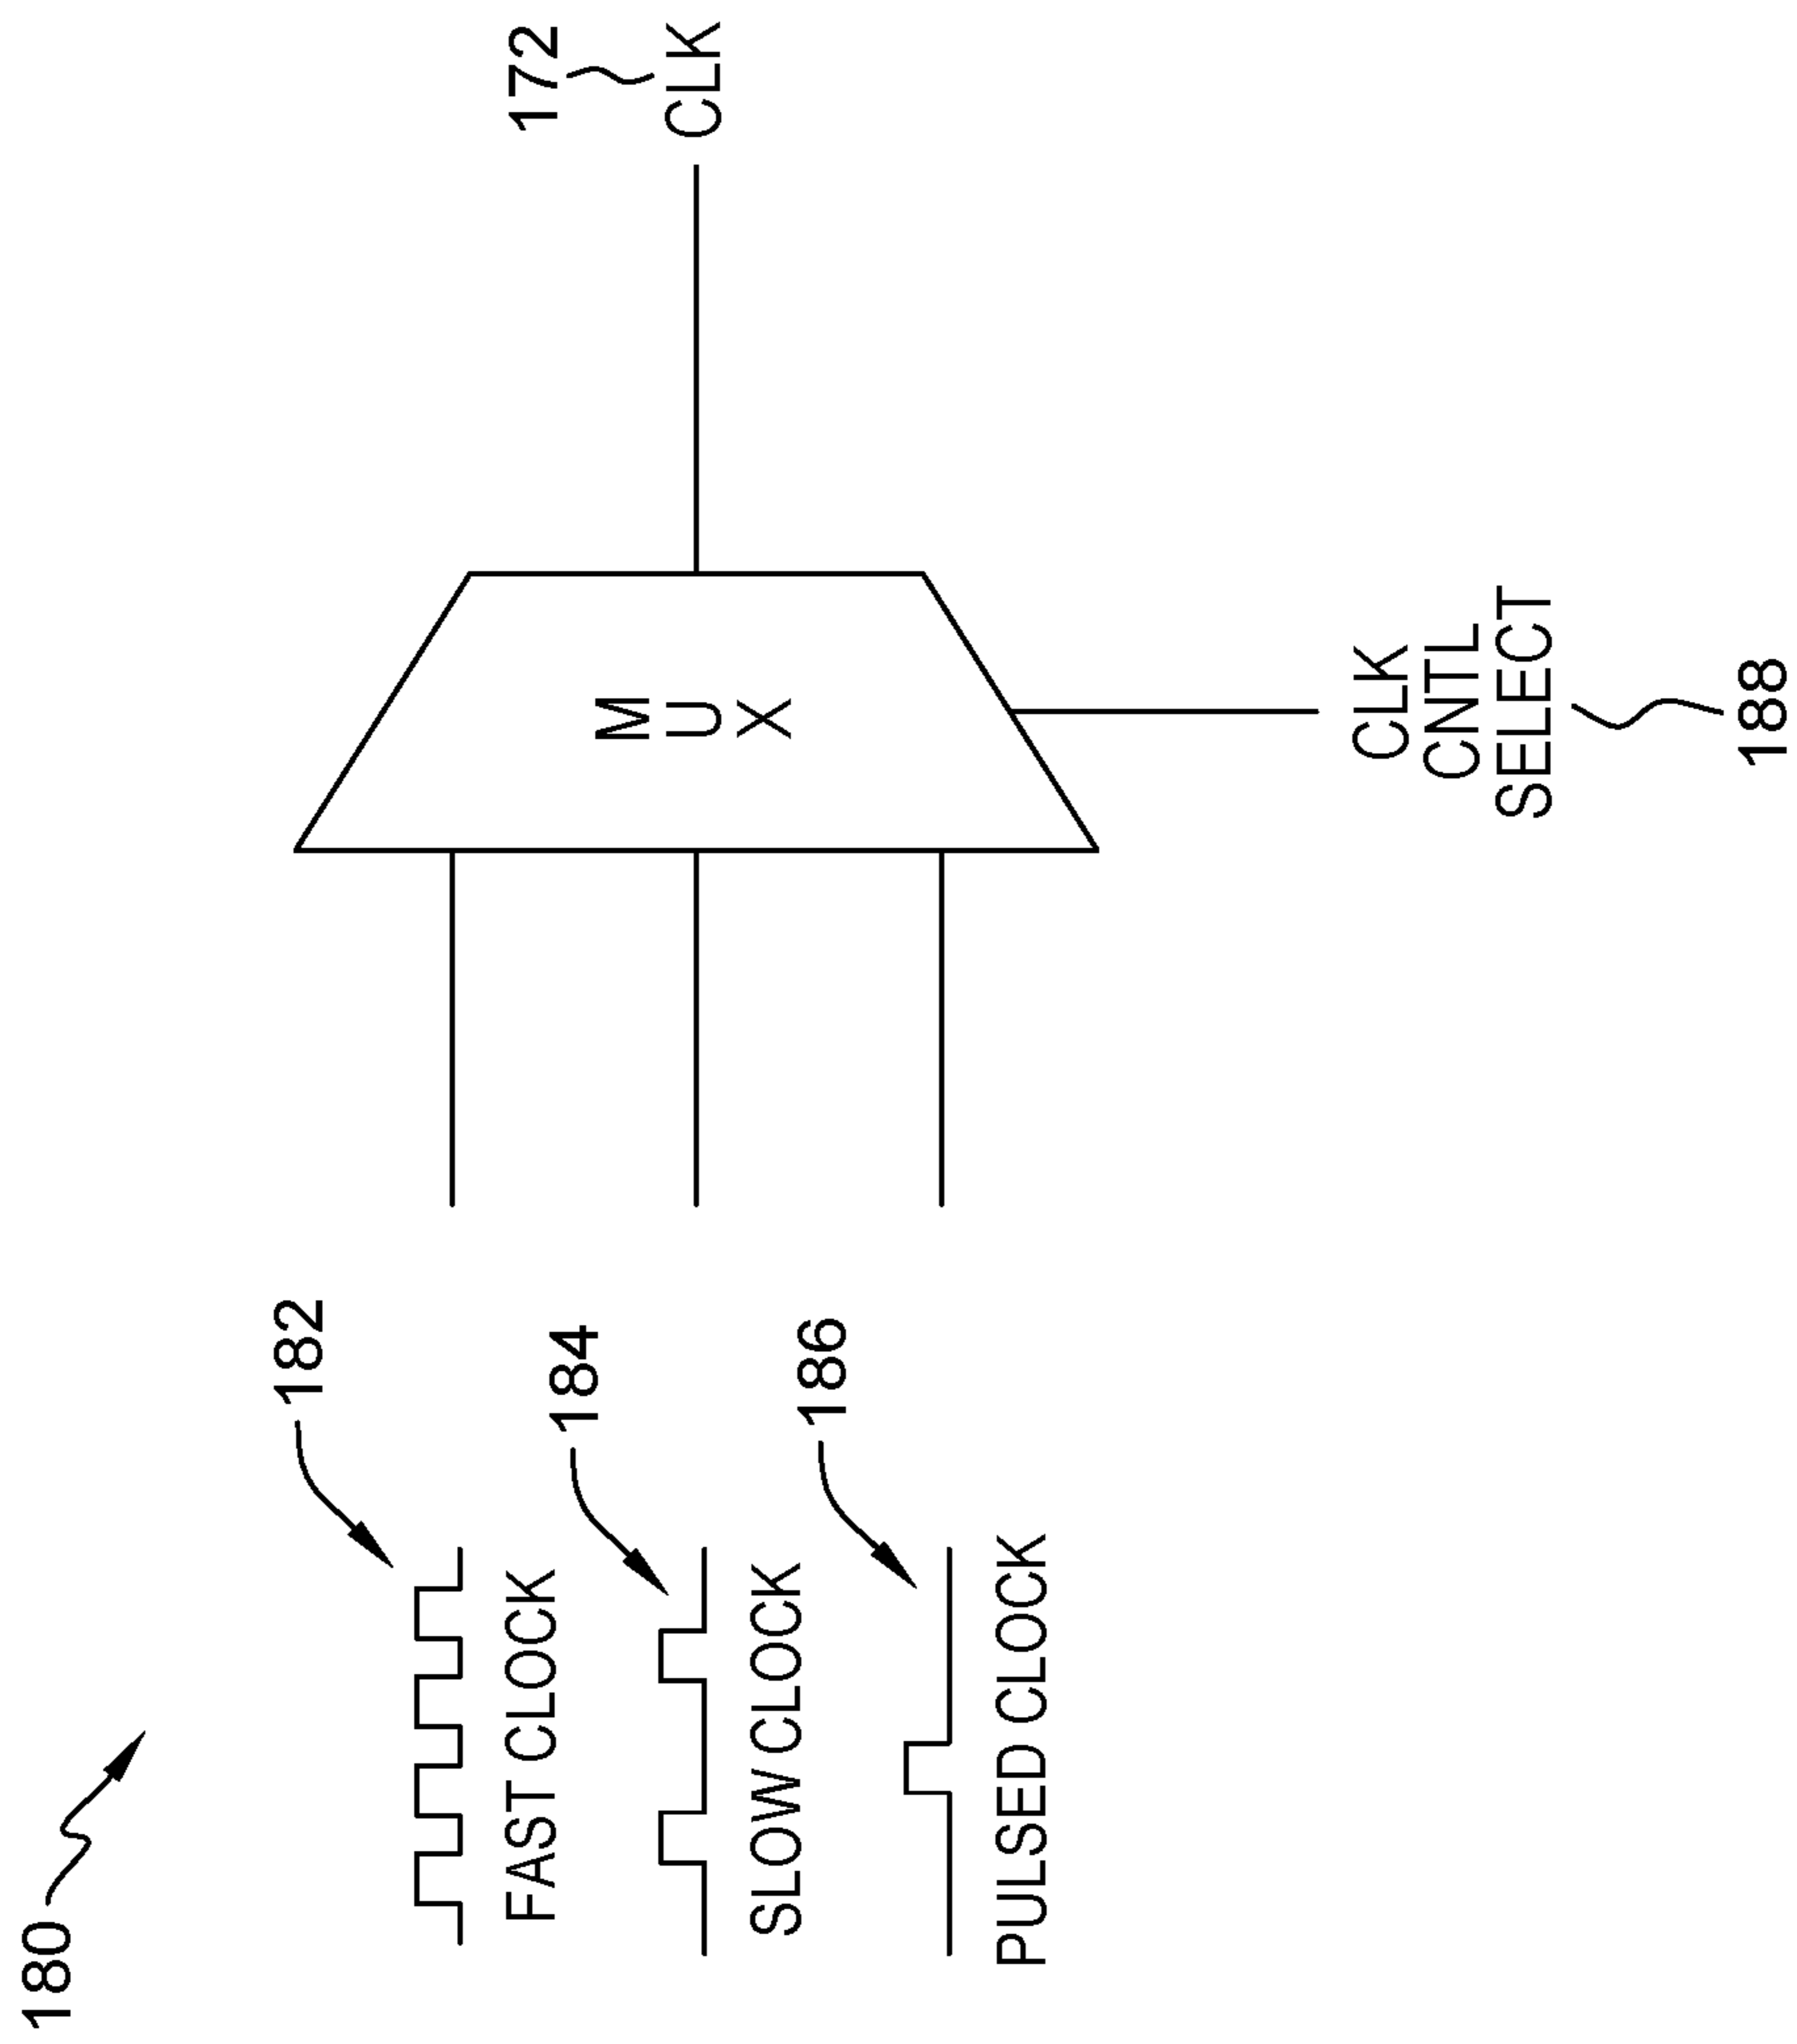 180
182
FAST CLOCK
184
SLOW CLOCK
186
PULSED CLOCK
M
U
X
CLK
CNTL
SELECT
188
172
CLK